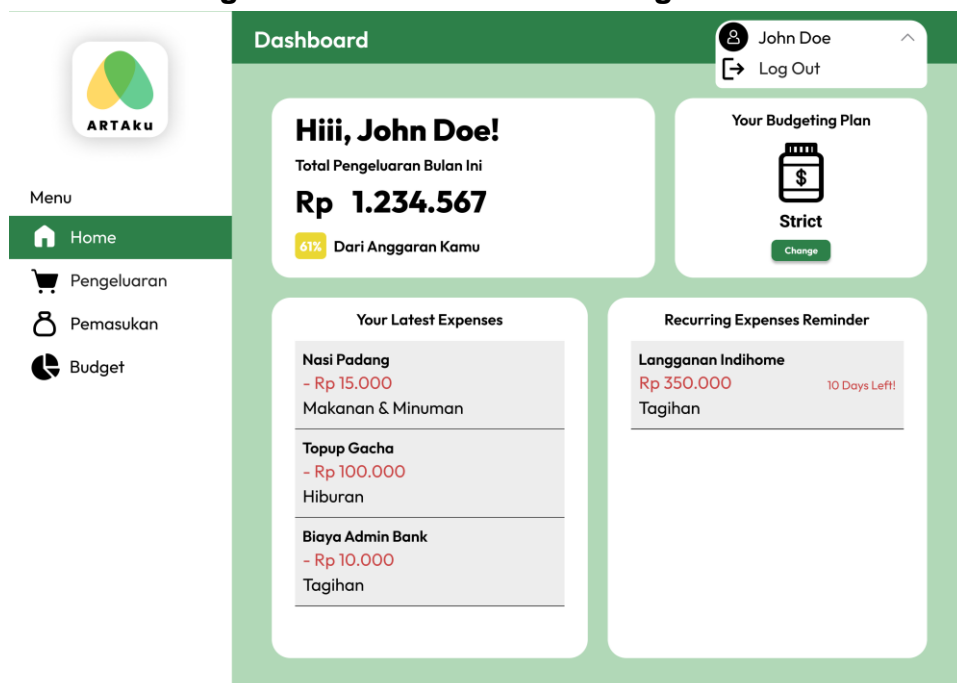 ARTAku
Menu
Home
Pengeluaran
Pemasukan
Budget
Dashboard
John Doe
Log Out
Hiii, John Doe!
Total Pengeluaran Bulan Ini
Rp 1.234.567
61% Dari Anggaran Kamu
Your Budgeting Plan
$
Strict
Change
Your Latest Expenses
Nasi Padang
- Rp 15.000
Makanan & Minuman
Topup Gacha
- Rp 100.000
Hiburan
Biaya Admin Bank
- Rp 10.000
Tagihan
Recurring Expenses Reminder
Langganan Indihome
Rp 350.000 10 Days Left!
Tagihan